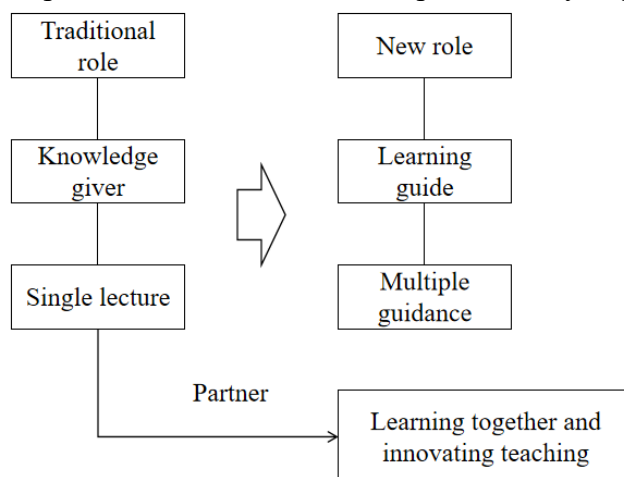 Traditional
role
New role
Knowledge
giver
Learning
guide
Single lecture
Multiple
guidance
Partner
Learning together and
innovating teaching